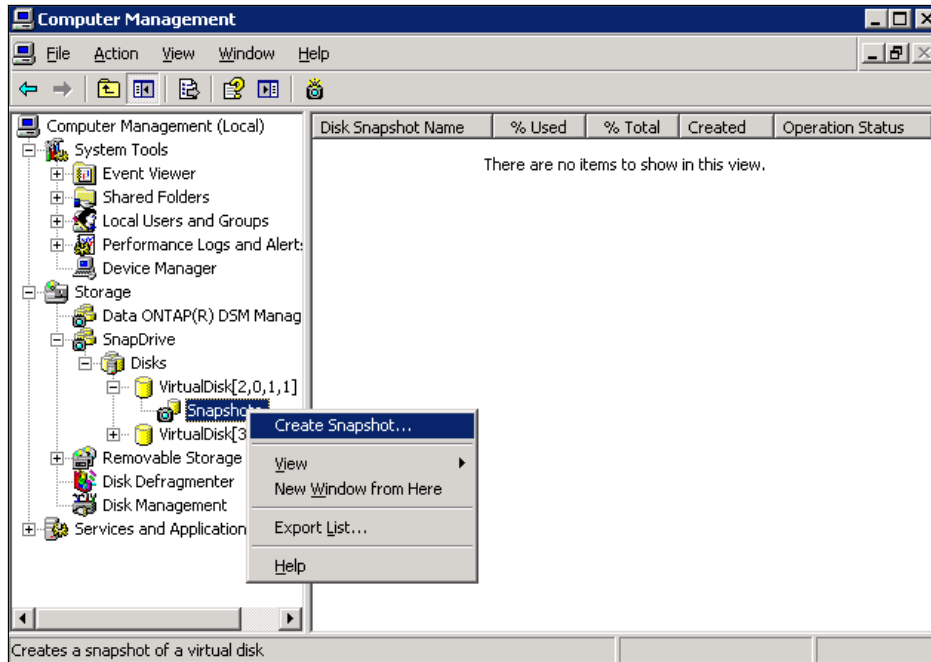 Computer Management
File Action View Window Help
Computer Management (Local)
System Tools
Event Viewer
Shared Folders
Local Users and Groups
Performance Logs and Alert
Device Manager
Storage
Data ONTAP(R) DSM Manag
SnapDrive
Disks
VirtualDisk[2,0,1,1]
Snapshots
VirtualDisk[3
Removable Storage
Disk Defragmenter
Disk Management
Services and Application
Disk Snapshot Name % Used % Total Created Operation Status
There are no items to show in this view.
Create Snapshot...
View
New Window from Here
Export List...
Help
Creates a snapshot of a virtual disk